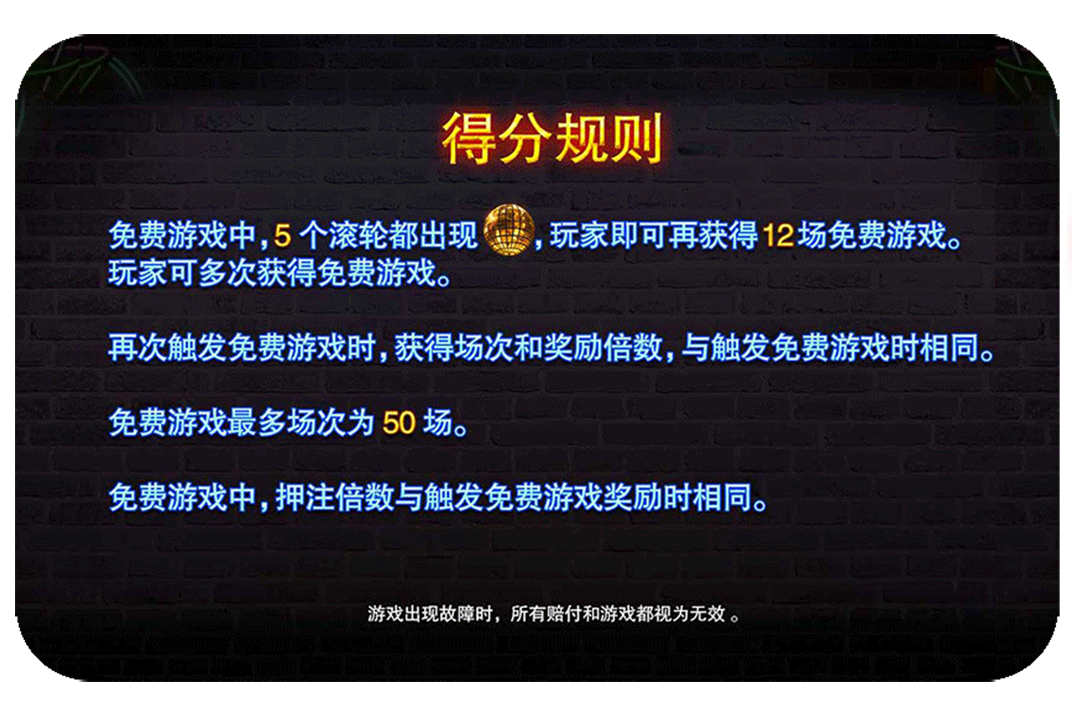 得分规则
免费游戏中,5 个滚轮都出现 ,玩家即可再获得12场免费游戏。
玩家可多次获得免费游戏。
再次触发免费游戏时,获得场次和奖励倍数,与触发免费游戏时相同。
免费游戏最多场次为 50 场。
免费游戏中,押注倍数与触发免费游戏奖励时相同。
游戏出现故障时，所有赔付和游戏都视为无效 。